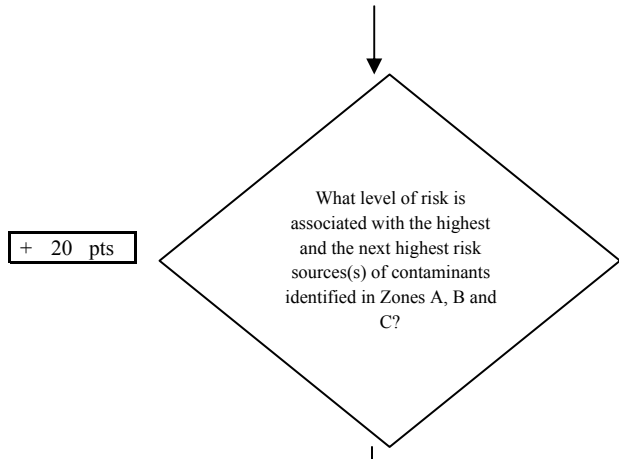 What level of risk is
associated with the highest
and the next highest risk
sources(s) of contaminants
identified in Zones A, B and
C?
+ 20 pts